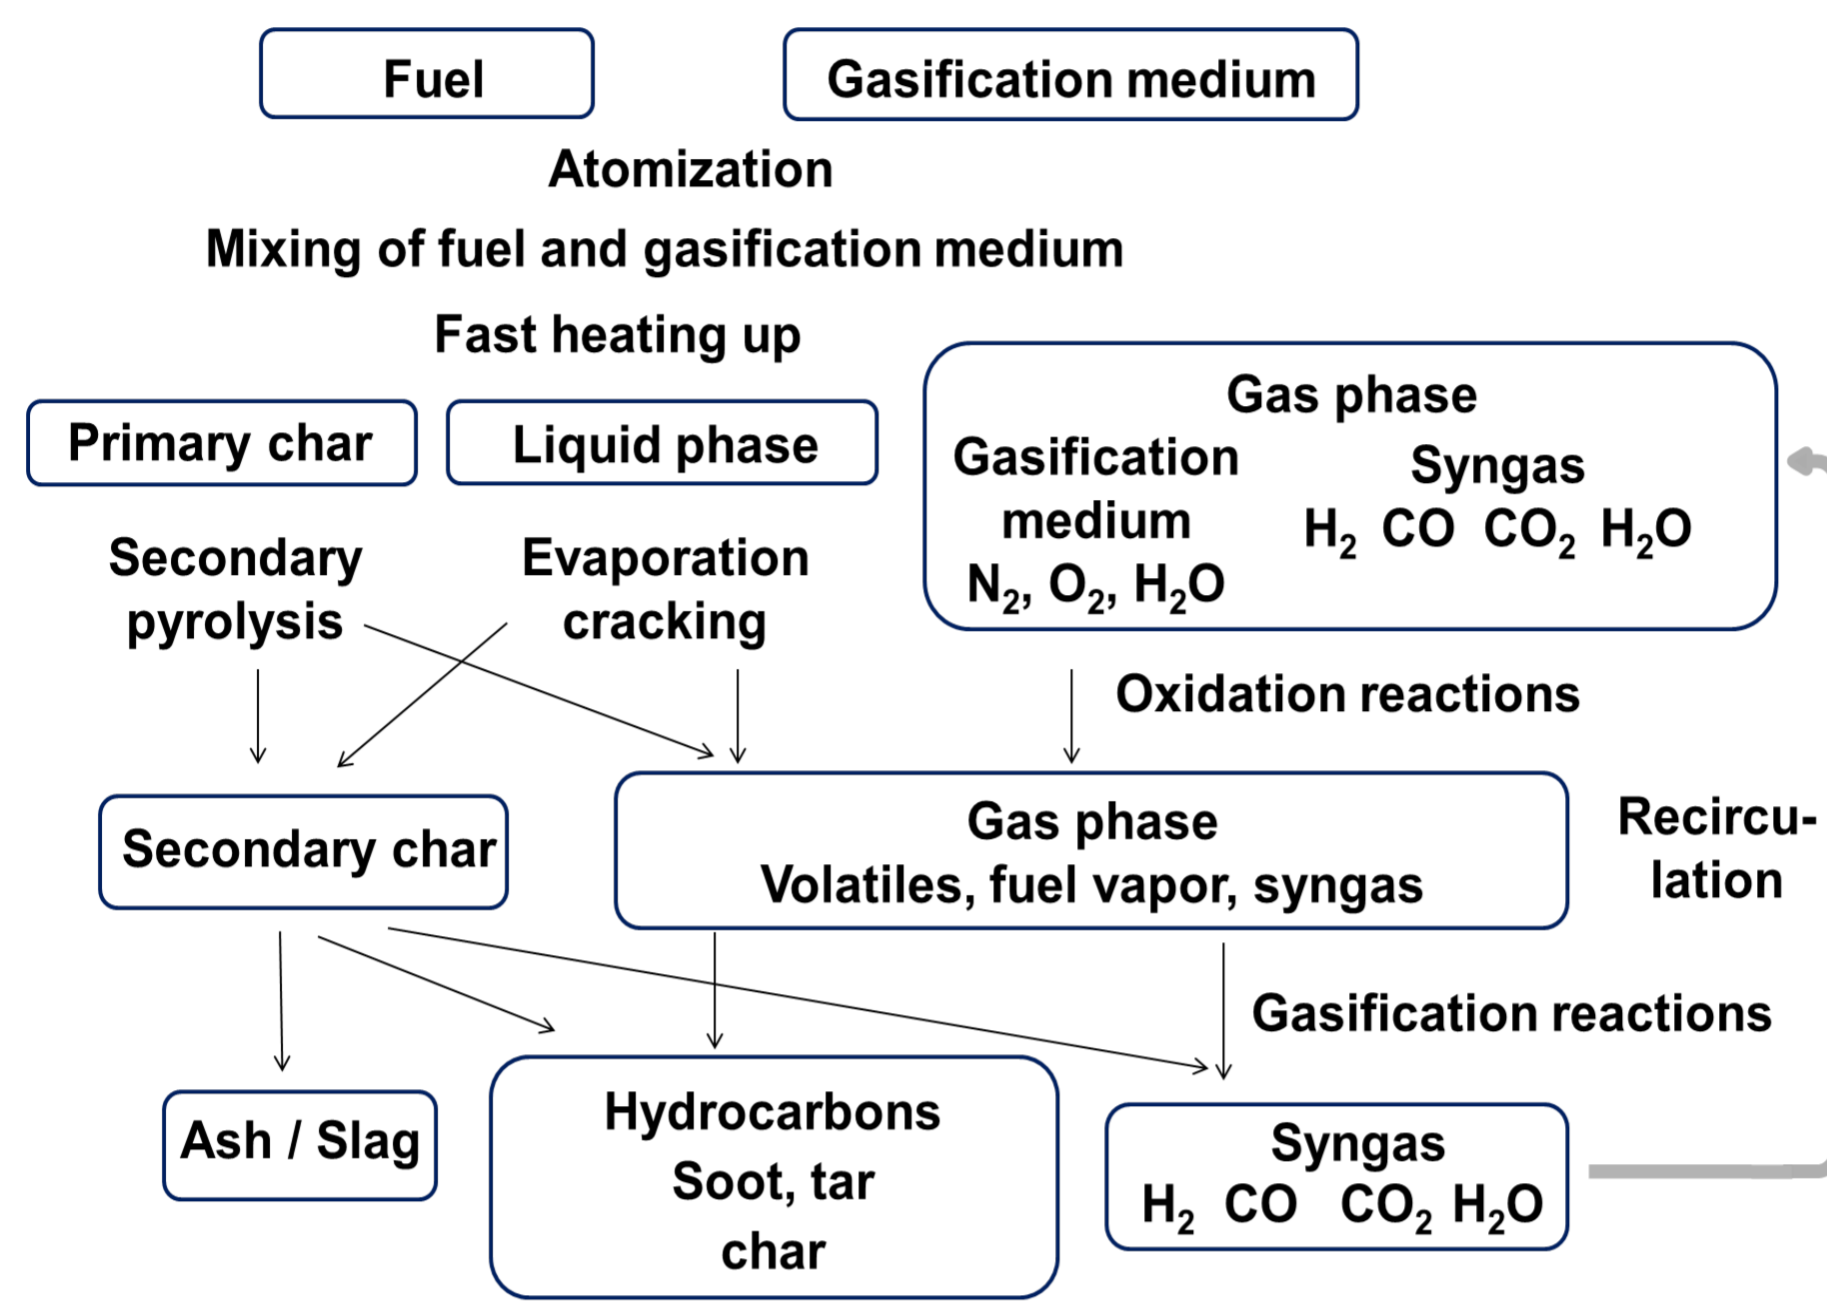 Fuel
Gasification medium
Atomization
Mixing of fuel and gasification medium
Fast heating up
Primary char
Liquid phase
Gas phase
Gasification
medium
N₂, O₂, H₂O
Syngas
H₂ CO CO₂ H₂O
Secondary
pyrolysis
Evaporation
cracking
Oxidation reactions
Secondary char
Gas phase
Volatiles, fuel vapor, syngas
Recircu-
lation
Gasification reactions
Ash / Slag
Hydrocarbons
Soot, tar
char
Syngas
H₂ CO CO₂ H₂O